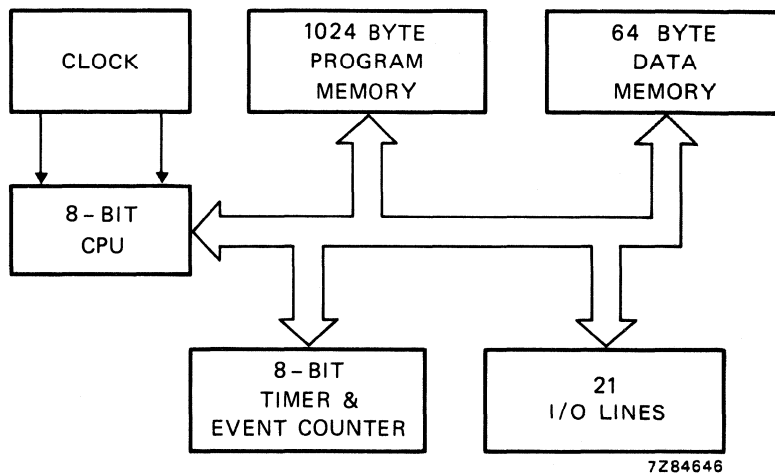 CLOCK
1024 BYTE
PROGRAM
MEMORY
64 BYTE
DATA
MEMORY
8-BIT
CPU
8-BIT
TIMER &
EVENT COUNTER
21
I/O LINES
7Z84646